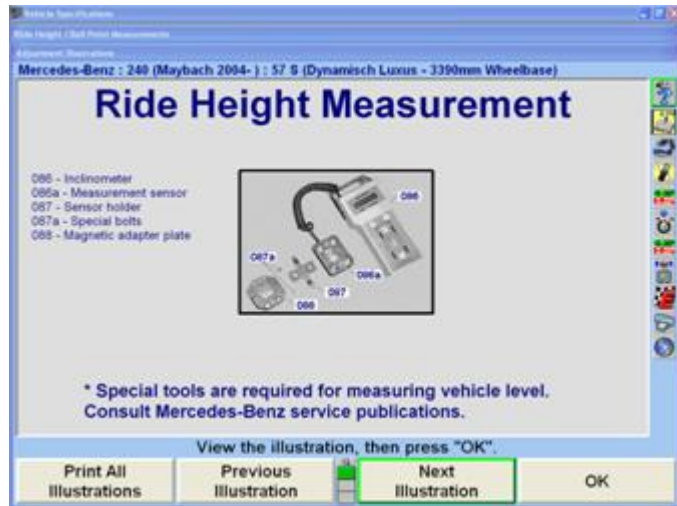 Vehicle Specifications
Ride Height / Ball Point Measurements
Adjustment Illustrations
Mercedes-Benz : 240 (Maybach 2004- ) : 57 S (Dynamisch Luxus - 3390mm Wheelbase)
Ride Height Measurement
086 - Inclinometer
086a - Measurement sensor
087 - Sensor holder
087a - Special bolts
088 - Magnetic adapter plate
086
087a
086a
087
088
* Special tools are required for measuring vehicle level.
Consult Mercedes-Benz service publications.
View the illustration, then press "OK".
Print All
Illustrations
Previous
Illustration
Next
Illustration
OK